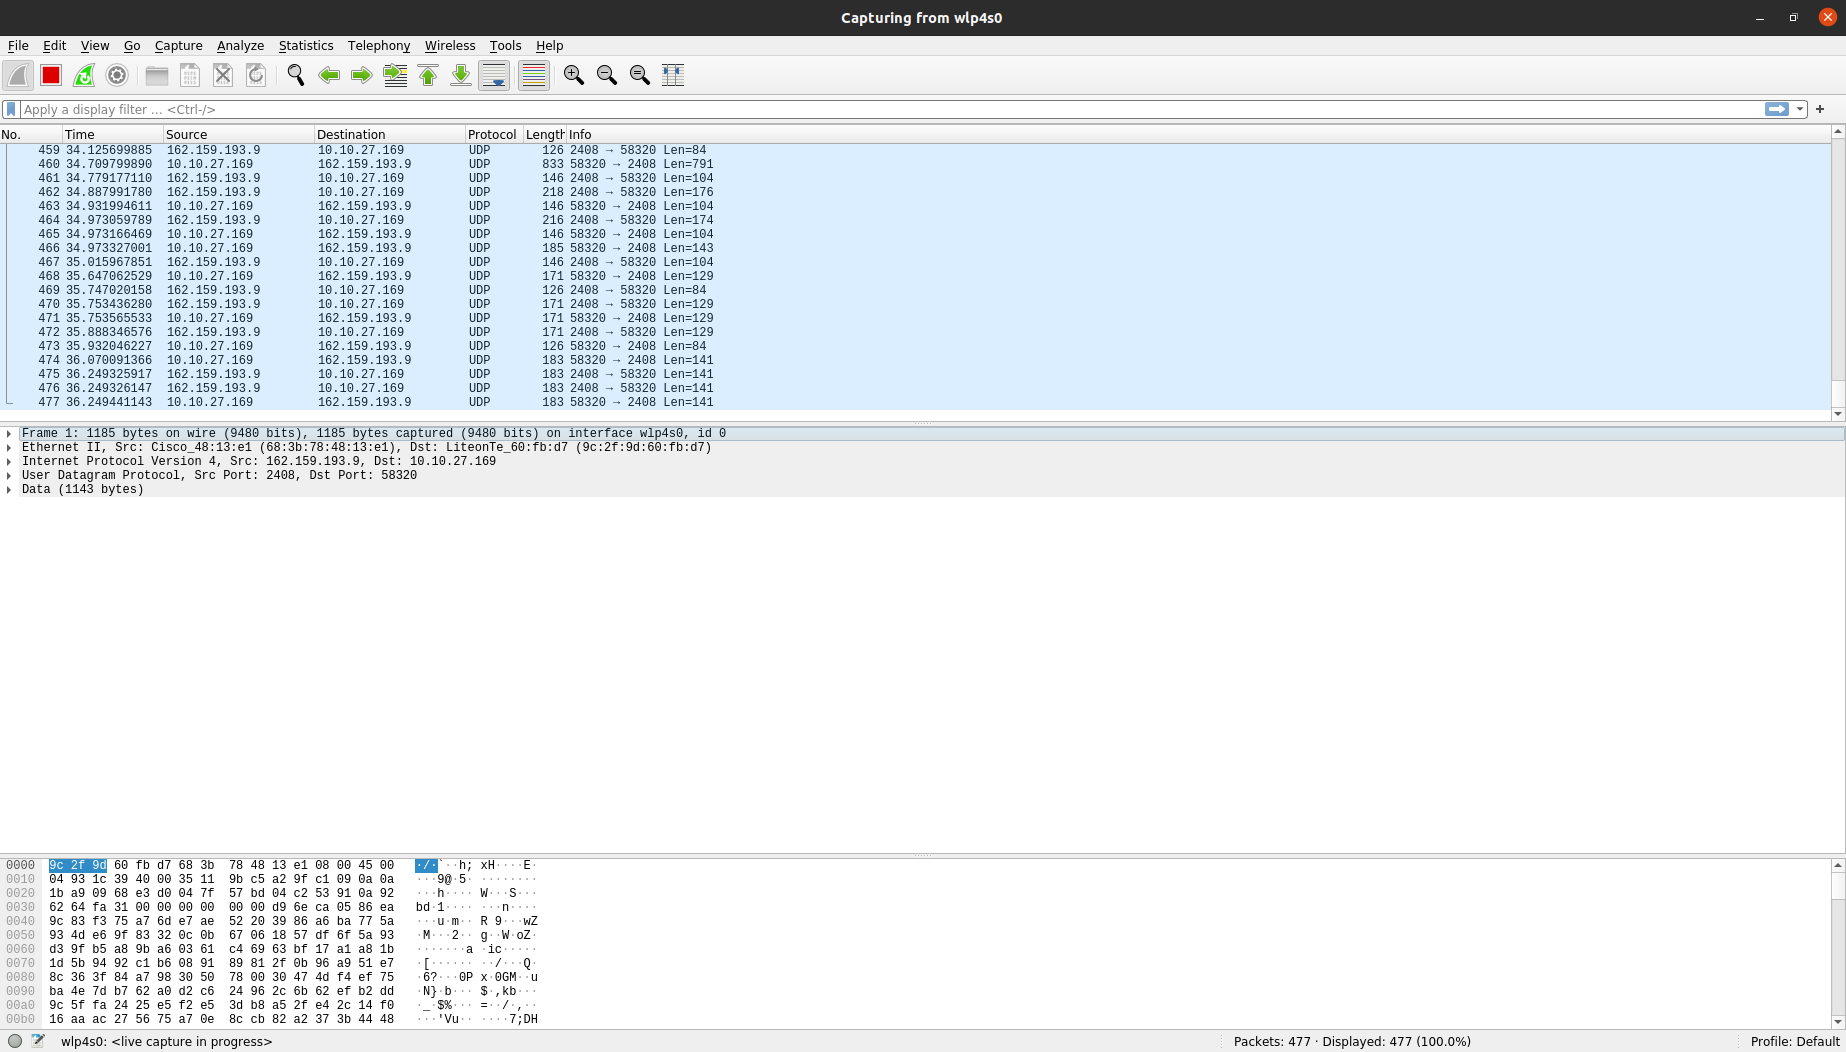 Capturing from wlp4s0
File Edit View Go Capture Analyze Statistics Telephony Wireless Tools Help
Apply a display filter ... <Ctrl-/>
No. Time Source Destination Protocol Length Info
459 34.125699885 162.159.193.9 10.10.27.169 UDP 126 2408 → 58320 Len=84
460 34.709799890 10.10.27.169 162.159.193.9 UDP 833 58320 → 2408 Len=791
461 34.779177110 162.159.193.9 10.10.27.169 UDP 146 2408 → 58320 Len=104
462 34.887991780 162.159.193.9 10.10.27.169 UDP 218 2408 → 58320 Len=176
463 34.931994611 10.10.27.169 162.159.193.9 UDP 146 58320 → 2408 Len=104
464 34.973059789 162.159.193.9 10.10.27.169 UDP 216 2408 → 58320 Len=174
465 34.973166469 10.10.27.169 162.159.193.9 UDP 146 58320 → 2408 Len=104
466 34.973327001 10.10.27.169 162.159.193.9 UDP 185 58320 → 2408 Len=143
467 35.015967851 162.159.193.9 10.10.27.169 UDP 146 2408 → 58320 Len=104
468 35.647062529 10.10.27.169 162.159.193.9 UDP 171 58320 → 2408 Len=129
469 35.747020158 162.159.193.9 10.10.27.169 UDP 126 2408 → 58320 Len=84
470 35.753436280 10.10.27.169 162.159.193.9 UDP 171 58320 → 2408 Len=129
471 35.753565533 10.10.27.169 162.159.193.9 UDP 171 58320 → 2408 Len=129
472 35.888346576 162.159.193.9 10.10.27.169 UDP 171 2408 → 58320 Len=129
473 35.932046227 10.10.27.169 162.159.193.9 UDP 126 58320 → 2408 Len=84
474 36.070091366 10.10.27.169 162.159.193.9 UDP 183 58320 → 2408 Len=141
475 36.249325917 162.159.193.9 10.10.27.169 UDP 183 2408 → 58320 Len=141
476 36.249326147 162.159.193.9 10.10.27.169 UDP 183 2408 → 58320 Len=141
477 36.249441143 10.10.27.169 162.159.193.9 UDP 183 58320 → 2408 Len=141
Frame 1: 1185 bytes on wire (9480 bits), 1185 bytes captured (9480 bits) on interface wlp4s0, id 0
Ethernet II, Src: Cisco_48:13:e1 (68:3b:78:48:13:e1), Dst: LiteonTe_60:fb:d7 (9c:2f:9d:60:fb:d7)
Internet Protocol Version 4, Src: 162.159.193.9, Dst: 10.10.27.169
User Datagram Protocol, Src Port: 2408, Dst Port: 58320
Data (1143 bytes)
0000 9c 2f 9d 60 fb d7 68 3b 78 48 13 e1 08 00 45 00 ·/·`··h; xH····E·
0010 04 93 1c 39 40 00 35 11 9b c5 a2 9f c1 09 0a 0a ···9@·5· ········
0020 1b a9 09 68 e3 d0 04 7f 57 bd 04 c2 53 91 0a 92 ···h···· W···S···
0030 62 64 fa 31 00 00 00 00 00 00 d9 6e ca 05 86 ea bd·1···· ···n····
0040 9c 83 f3 75 a7 6d e7 ae 52 20 39 86 a6 ba 77 5a ···u·m·· R 9···wZ
0050 93 4d e6 9f 83 32 0c 0b 67 06 18 57 df 6f 5a 93 ·M···2·· g··W·oZ·
0060 d3 9f b5 a8 9b a6 03 61 c4 69 63 bf 17 a1 a8 1b ·······a ·ic·····
0070 1d 5b 94 92 c1 b6 08 91 89 81 2f 0b 96 a9 51 e7 ·[······ ··/···Q·
0080 8c 36 3f 84 a7 98 30 50 78 00 30 47 4d f4 ef 75 ·6?···0P x·0GM··u
0090 ba 4e 7d b7 62 a0 d2 c6 24 96 2c 6b 62 ef b2 dd ·N}·b··· $·,kb···
00a0 9c 5f fa 24 25 e5 f2 e5 3d b8 a5 2f e4 2c 14 f0 ·_·$%··· =··/·,··
00b0 16 aa ac 27 56 75 a7 0e 8c cb 82 a2 37 3b 44 48 ···'Vu·· ····7;DH
wlp4s0: <live capture in progress> Packets: 477 · Displayed: 477 (100.0%) Profile: Default